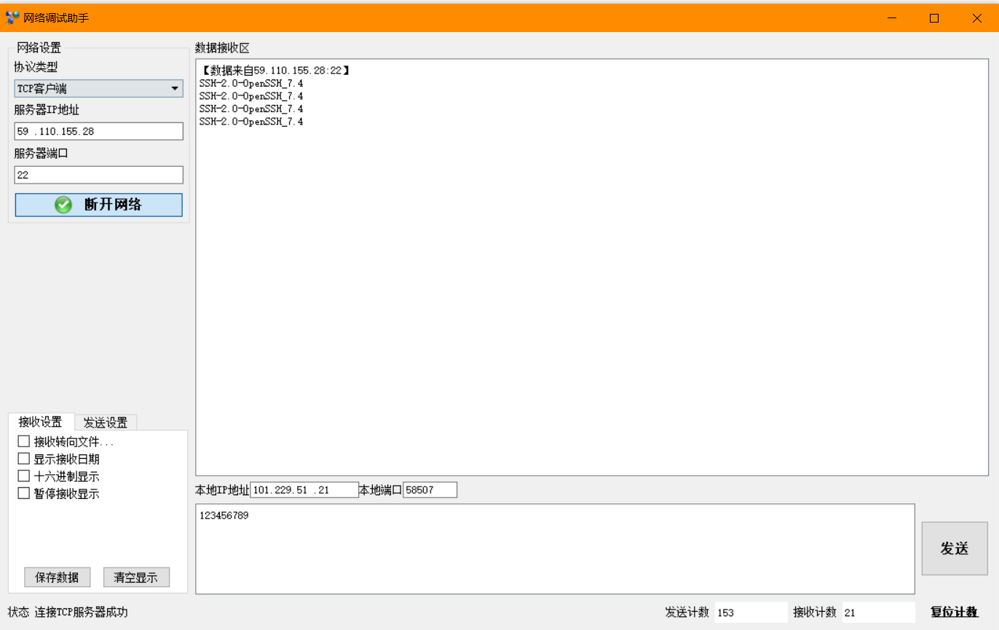 网络调试助手
网络设置
协议类型
TCP客户端
服务器IP地址
59 .110.155.28
服务器端口
22
断开网络
数据接收区
【数据来自59.110.155.28:22】
SSH-2.0-OpenSSH_7.4
SSH-2.0-OpenSSH_7.4
SSH-2.0-OpenSSH_7.4
SSH-2.0-OpenSSH_7.4
接收设置 发送设置
接收转向文件...
显示接收日期
十六进制显示
暂停接收显示
保存数据 清空显示
本地IP地址 101.229.51 .21 本地端口 58507
123456789
发送
状态 连接TCP服务器成功
发送计数 153 接收计数 21 复位计数